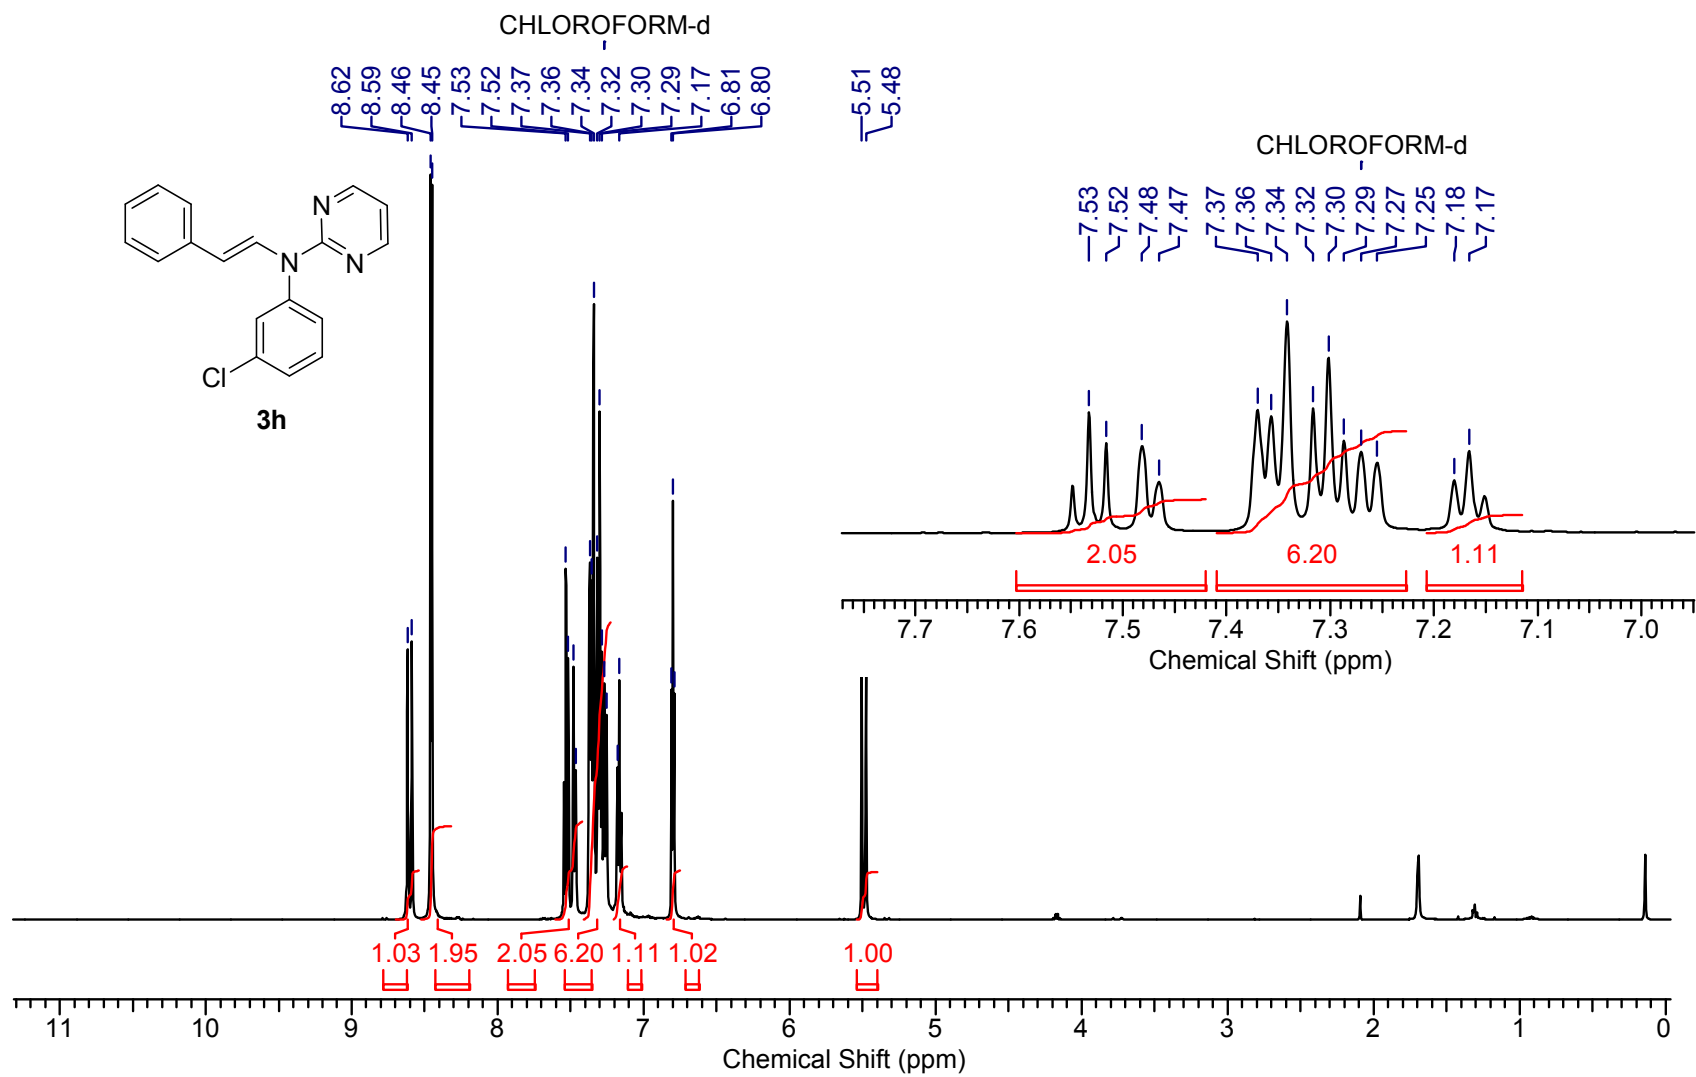 CHLOROFORM-d
8.62 8.59 8.46 8.45 7.53 7.52 7.37 7.36 7.34 7.32 7.30 7.29 7.17 6.81 6.80 5.51 5.48
CHLOROFORM-d
7.53 7.52 7.48 7.47 7.37 7.36 7.34 7.32 7.30 7.29 7.27 7.25 7.18 7.17
N
N
N
Cl
3h
2.05 6.20 1.11
7.7 7.6 7.5 7.4 7.3 7.2 7.1 7.0
Chemical Shift (ppm)
1.03 1.95 2.05 6.20 1.11 1.02 1.00
11 10 9 8 7 6 5 4 3 2 1 0
Chemical Shift (ppm)